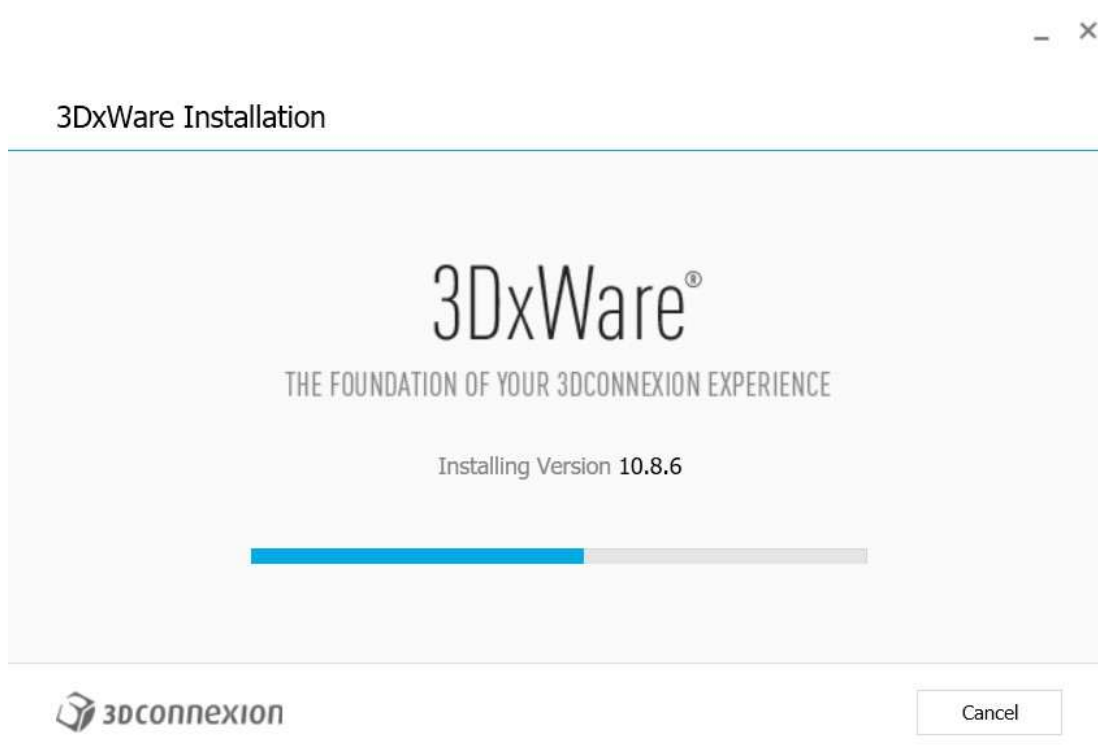 3DxWare Installation
3DxWare®
THE FOUNDATION OF YOUR 3DCONNEXION EXPERIENCE
Installing Version 10.8.6
3Dconnexion
Cancel